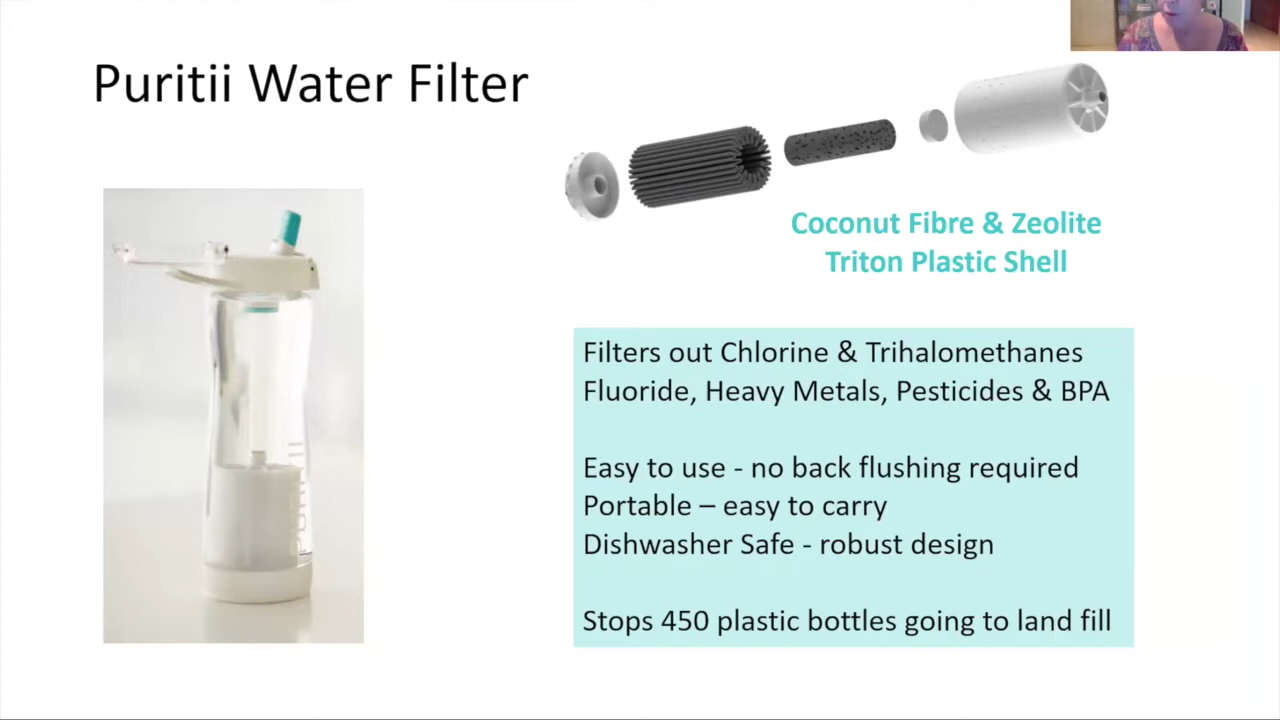 Puritii Water Filter
Coconut Fibre & Zeolite
Triton Plastic Shell
Filters out Chlorine & Trihalomethanes
Fluoride, Heavy Metals, Pesticides & BPA
Easy to use - no back flushing required
Portable – easy to carry
Dishwasher Safe - robust design
Stops 450 plastic bottles going to land fill